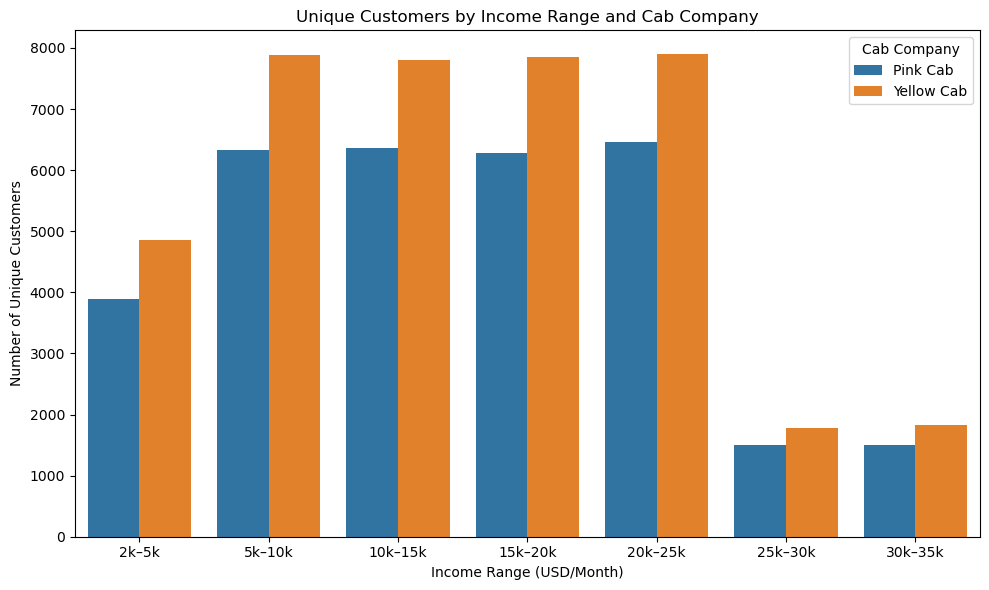 Unique Customers by Income Range and Cab Company
Cab Company
Pink Cab
Yellow Cab
Number of Unique Customers
8000
7000
6000
5000
4000
3000
2000
1000
0
2k–5k 5k–10k 10k–15k 15k–20k 20k–25k 25k–30k 30k–35k
Income Range (USD/Month)